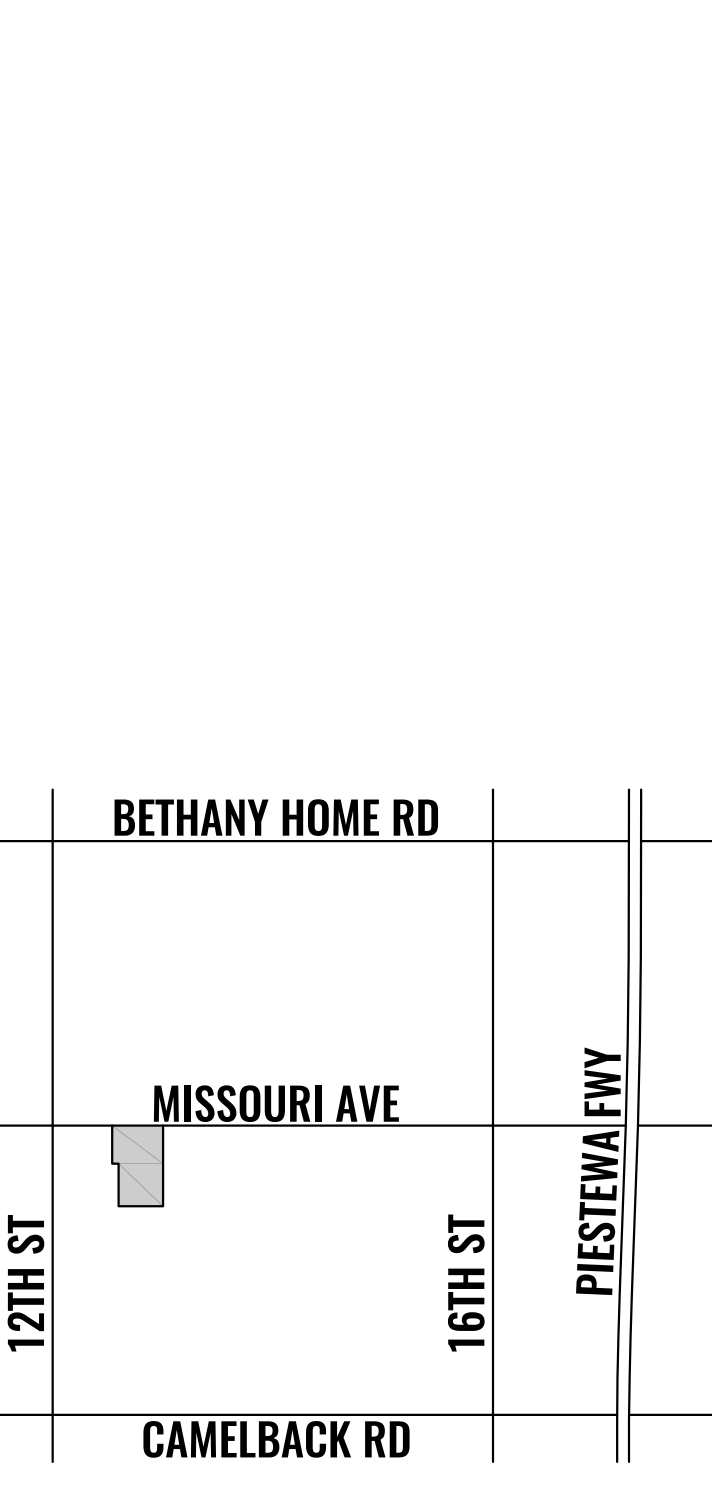 BETHANY HOME RD
MISSOURI AVE
12TH ST
16TH ST
PIESTEWA FWY
CAMELBACK RD